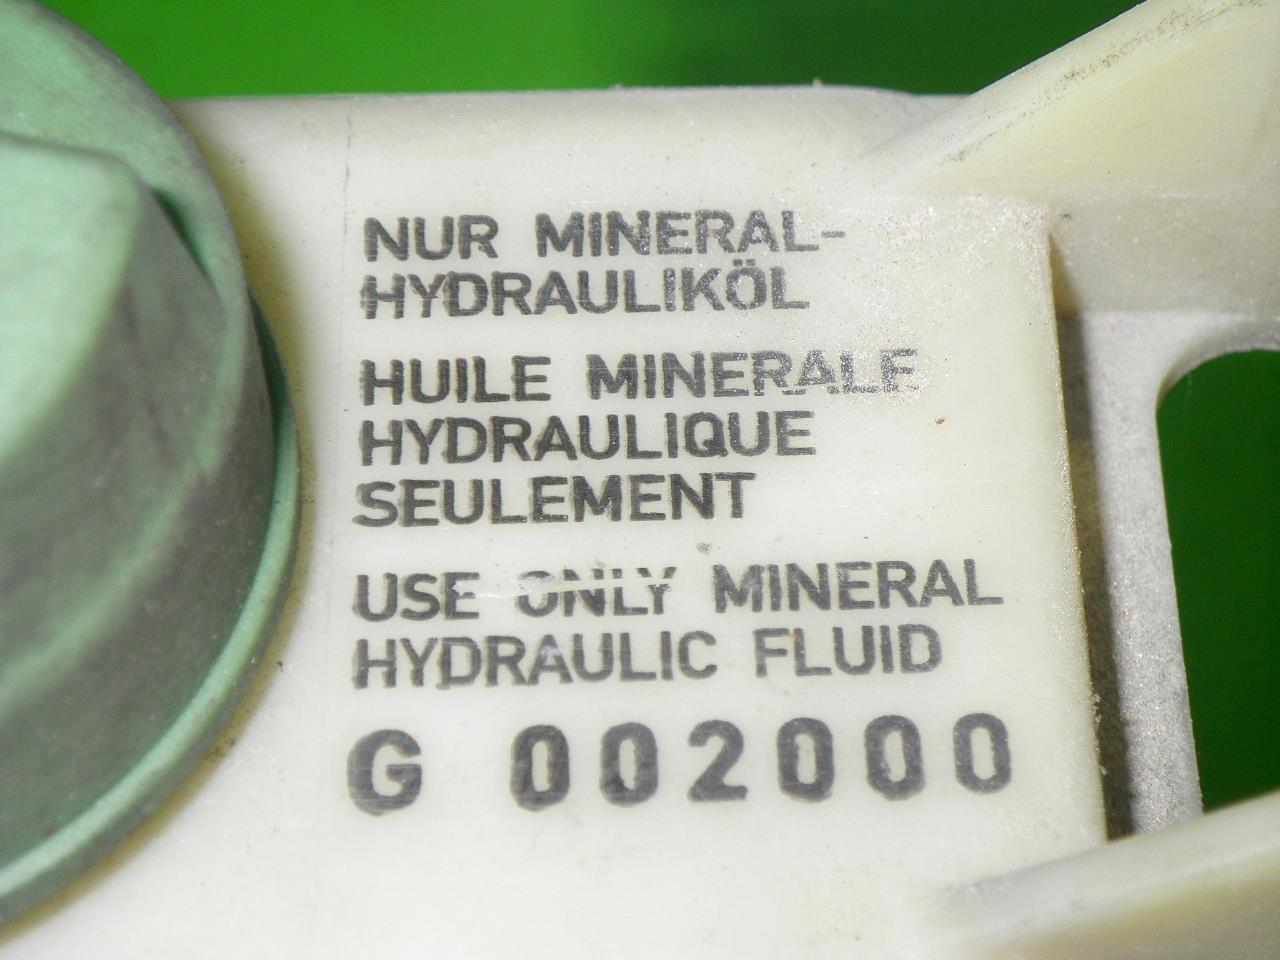 NUR MINERAL-
HYDRAULIKÖL
HUILE MINERALE
HYDRAULIQUE
SEULEMENT
USE ONLY MINERAL
HYDRAULIC FLUID
G 002000